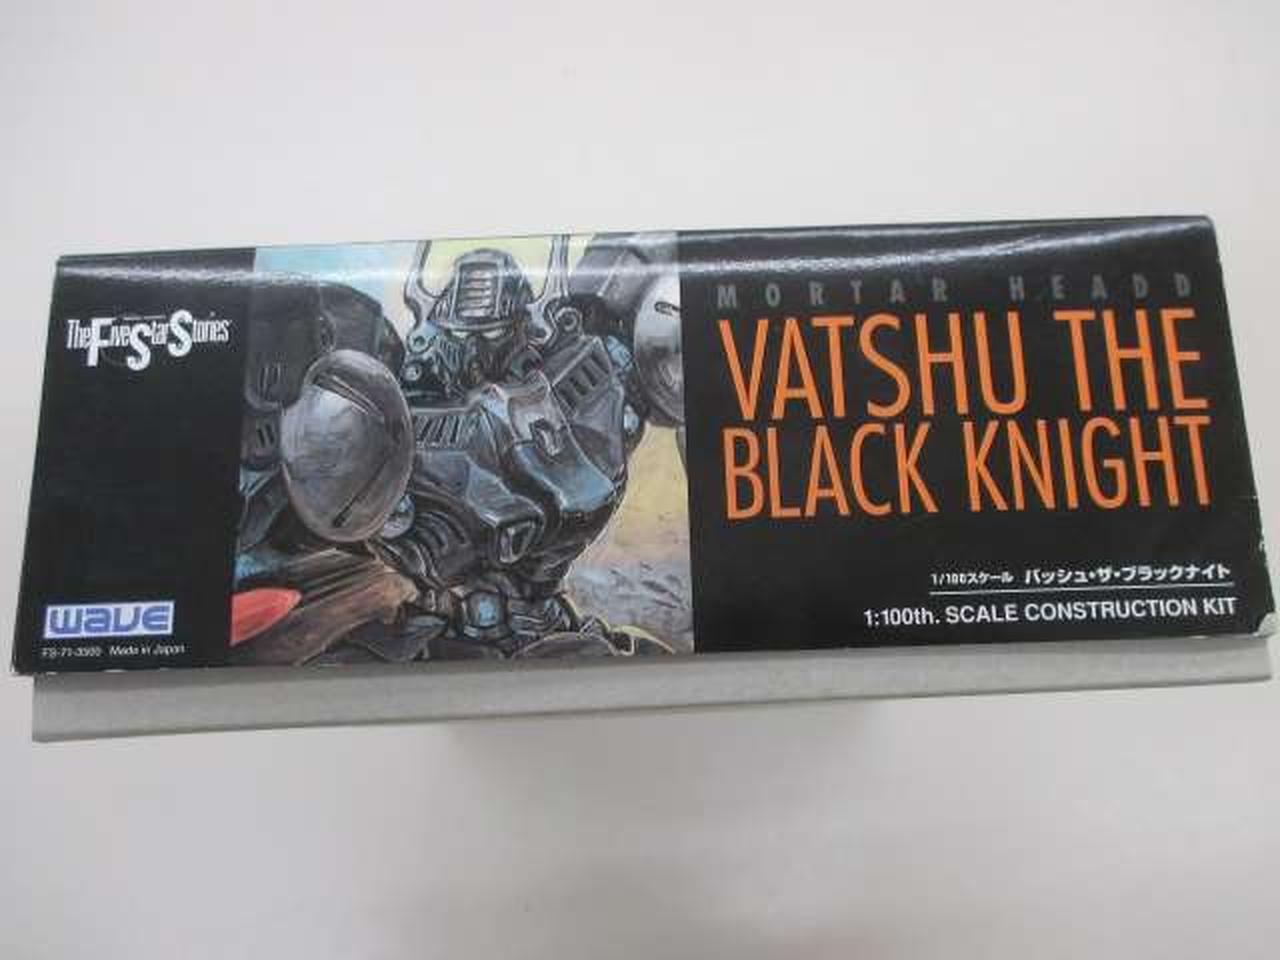 The Five Star Stories
MORTAR HEADD
VATSHU THE
BLACK KNIGHT
1/100スケール バッシュ・ザ・ブラックナイト
1:100th. SCALE CONSTRUCTION KIT
wave
Made in Japan